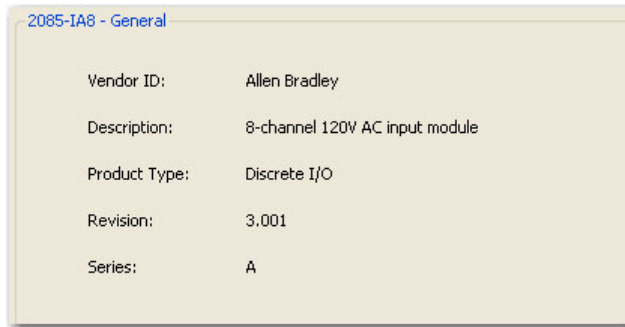 2085-IA8 - General
Vendor ID: Allen Bradley
Description: 8-channel 120V AC input module
Product Type: Discrete I/O
Revision: 3.001
Series: A